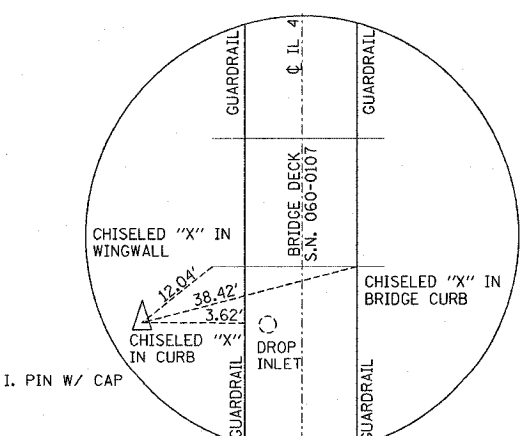 GUARDRAIL
℄ IL 4
GUARDRAIL
BRIDGE DECK
S.N. 060-0107
CHISELED "X" IN
WINGWALL
12.04'
38.42'
3.62'
CHISELED "X" IN
BRIDGE CURB
CHISELED "X"
IN CURB
DROP
INLET
I. PIN W/ CAP
GUARDRAIL
GUARDRAIL